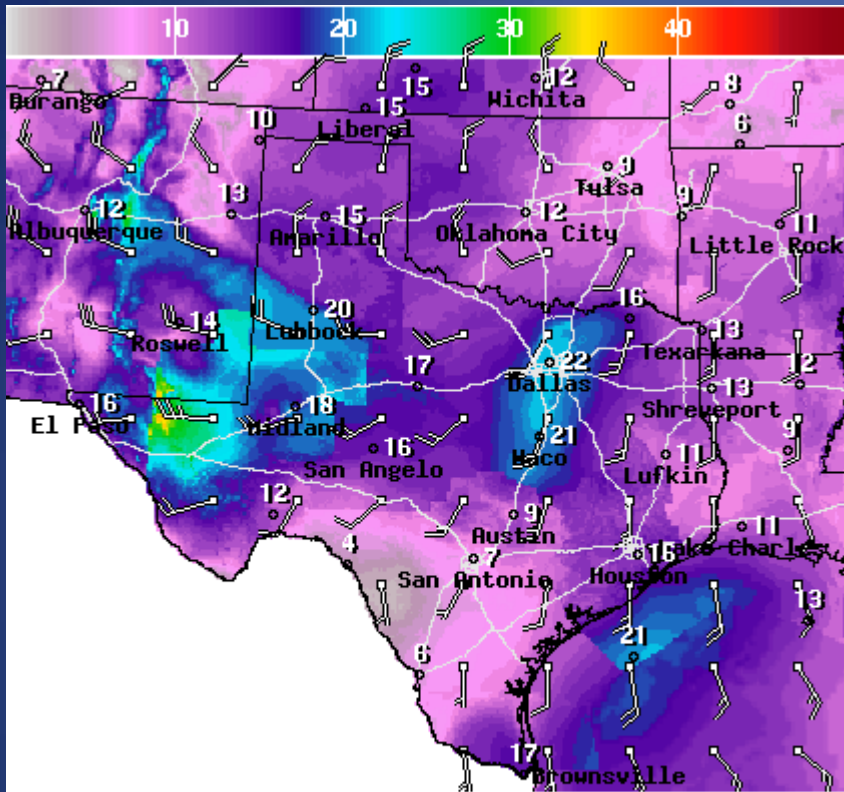 10 20 30 40
7 15 12 8
Durango Wichita
15
Liberal
10 6
9
Tulsa
12 13 15 12 9 11
Albuquerque Amarillo Oklahoma City Little Rock
14 20 16 13
Roswell Lubbock Texarkana
22
17 Dallas 13 12
16 18 Shreveport
El Paso Midland
16 21 11 9
San Angelo Waco Lufkin
12 9 11
Austin Lake Charles
4 7 16
San Antonio Houston
13
21
6
17
Brownsville